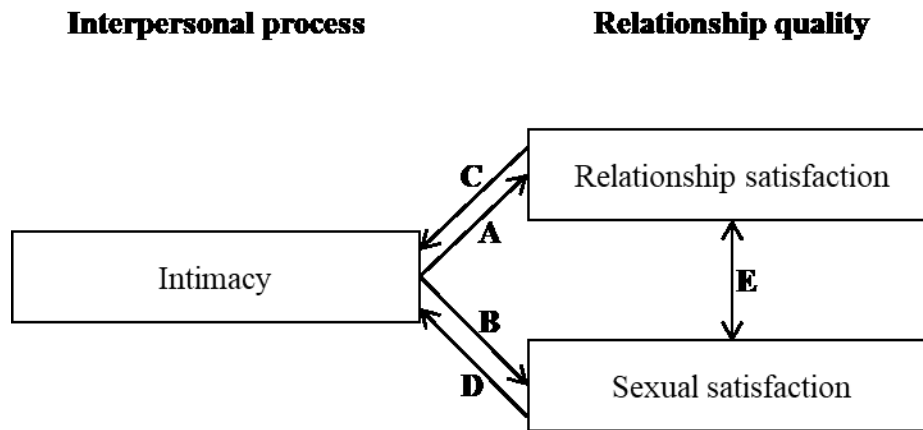 Interpersonal process
Relationship quality
Relationship satisfaction
C
A
Intimacy
E
B
D
Sexual satisfaction